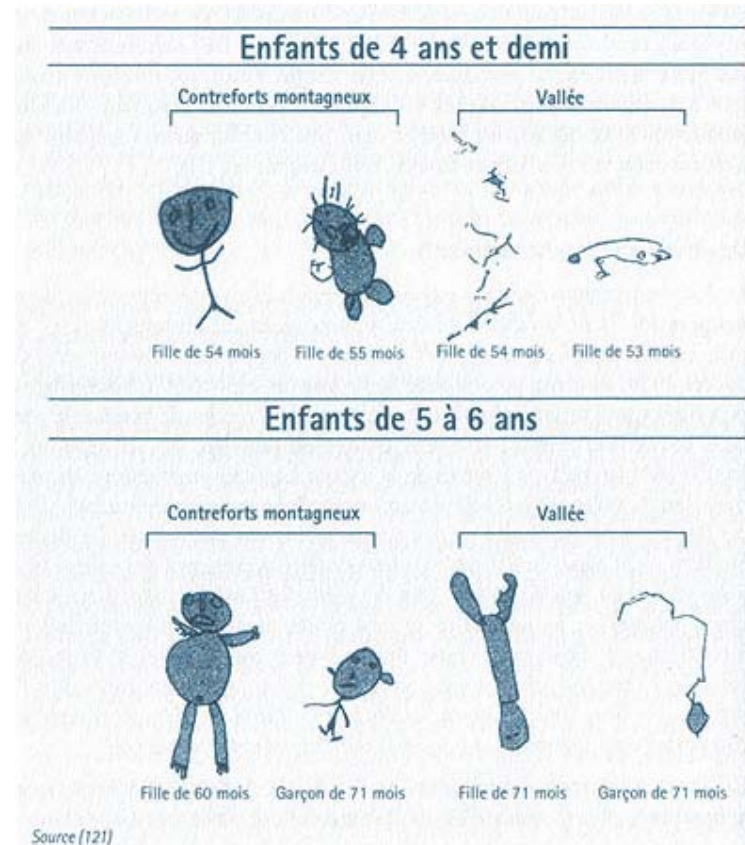 Enfants de 4 ans et demi
Contreforts montagneux Vallée
Fille de 54 mois Fille de 55 mois Fille de 54 mois Fille de 53 mois
Enfants de 5 à 6 ans
Contreforts montagneux Vallée
Fille de 60 mois Garçon de 71 mois Fille de 71 mois Garçon de 71 mois
Source (121)